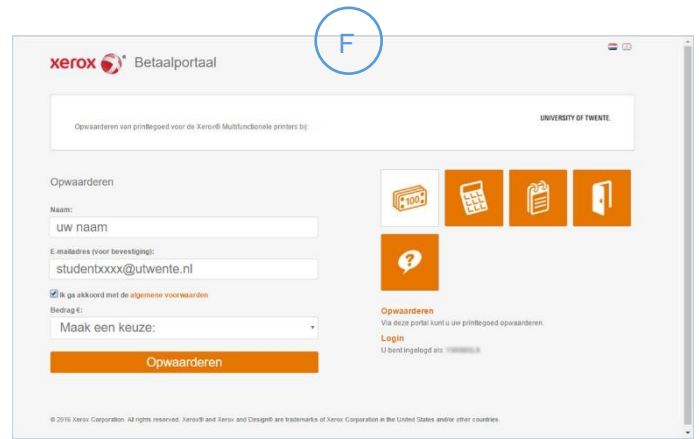 F
xerox Betaalportaal
Opwaarderen van printtegoed voor de Xerox® Multifunctionele printers bij:
UNIVERSITY OF TWENTE.
Opwaarderen
Naam:
uw naam
E-mailadres (voor bevestiging):
studentxxxx@utwente.nl
Ik ga akkoord met de algemene voorwaarden
Bedrag €:
Maak een keuze:
Opwaarderen
100
?
Opwaarderen
Via deze portal kunt u uw printtegoed opwaarderen.
Login
U bent ingelogd als:
© 2016 Xerox Corporation. All rights reserved. Xerox® and Xerox and Design® are trademarks of Xerox Corporation in the United States and/or other countries.